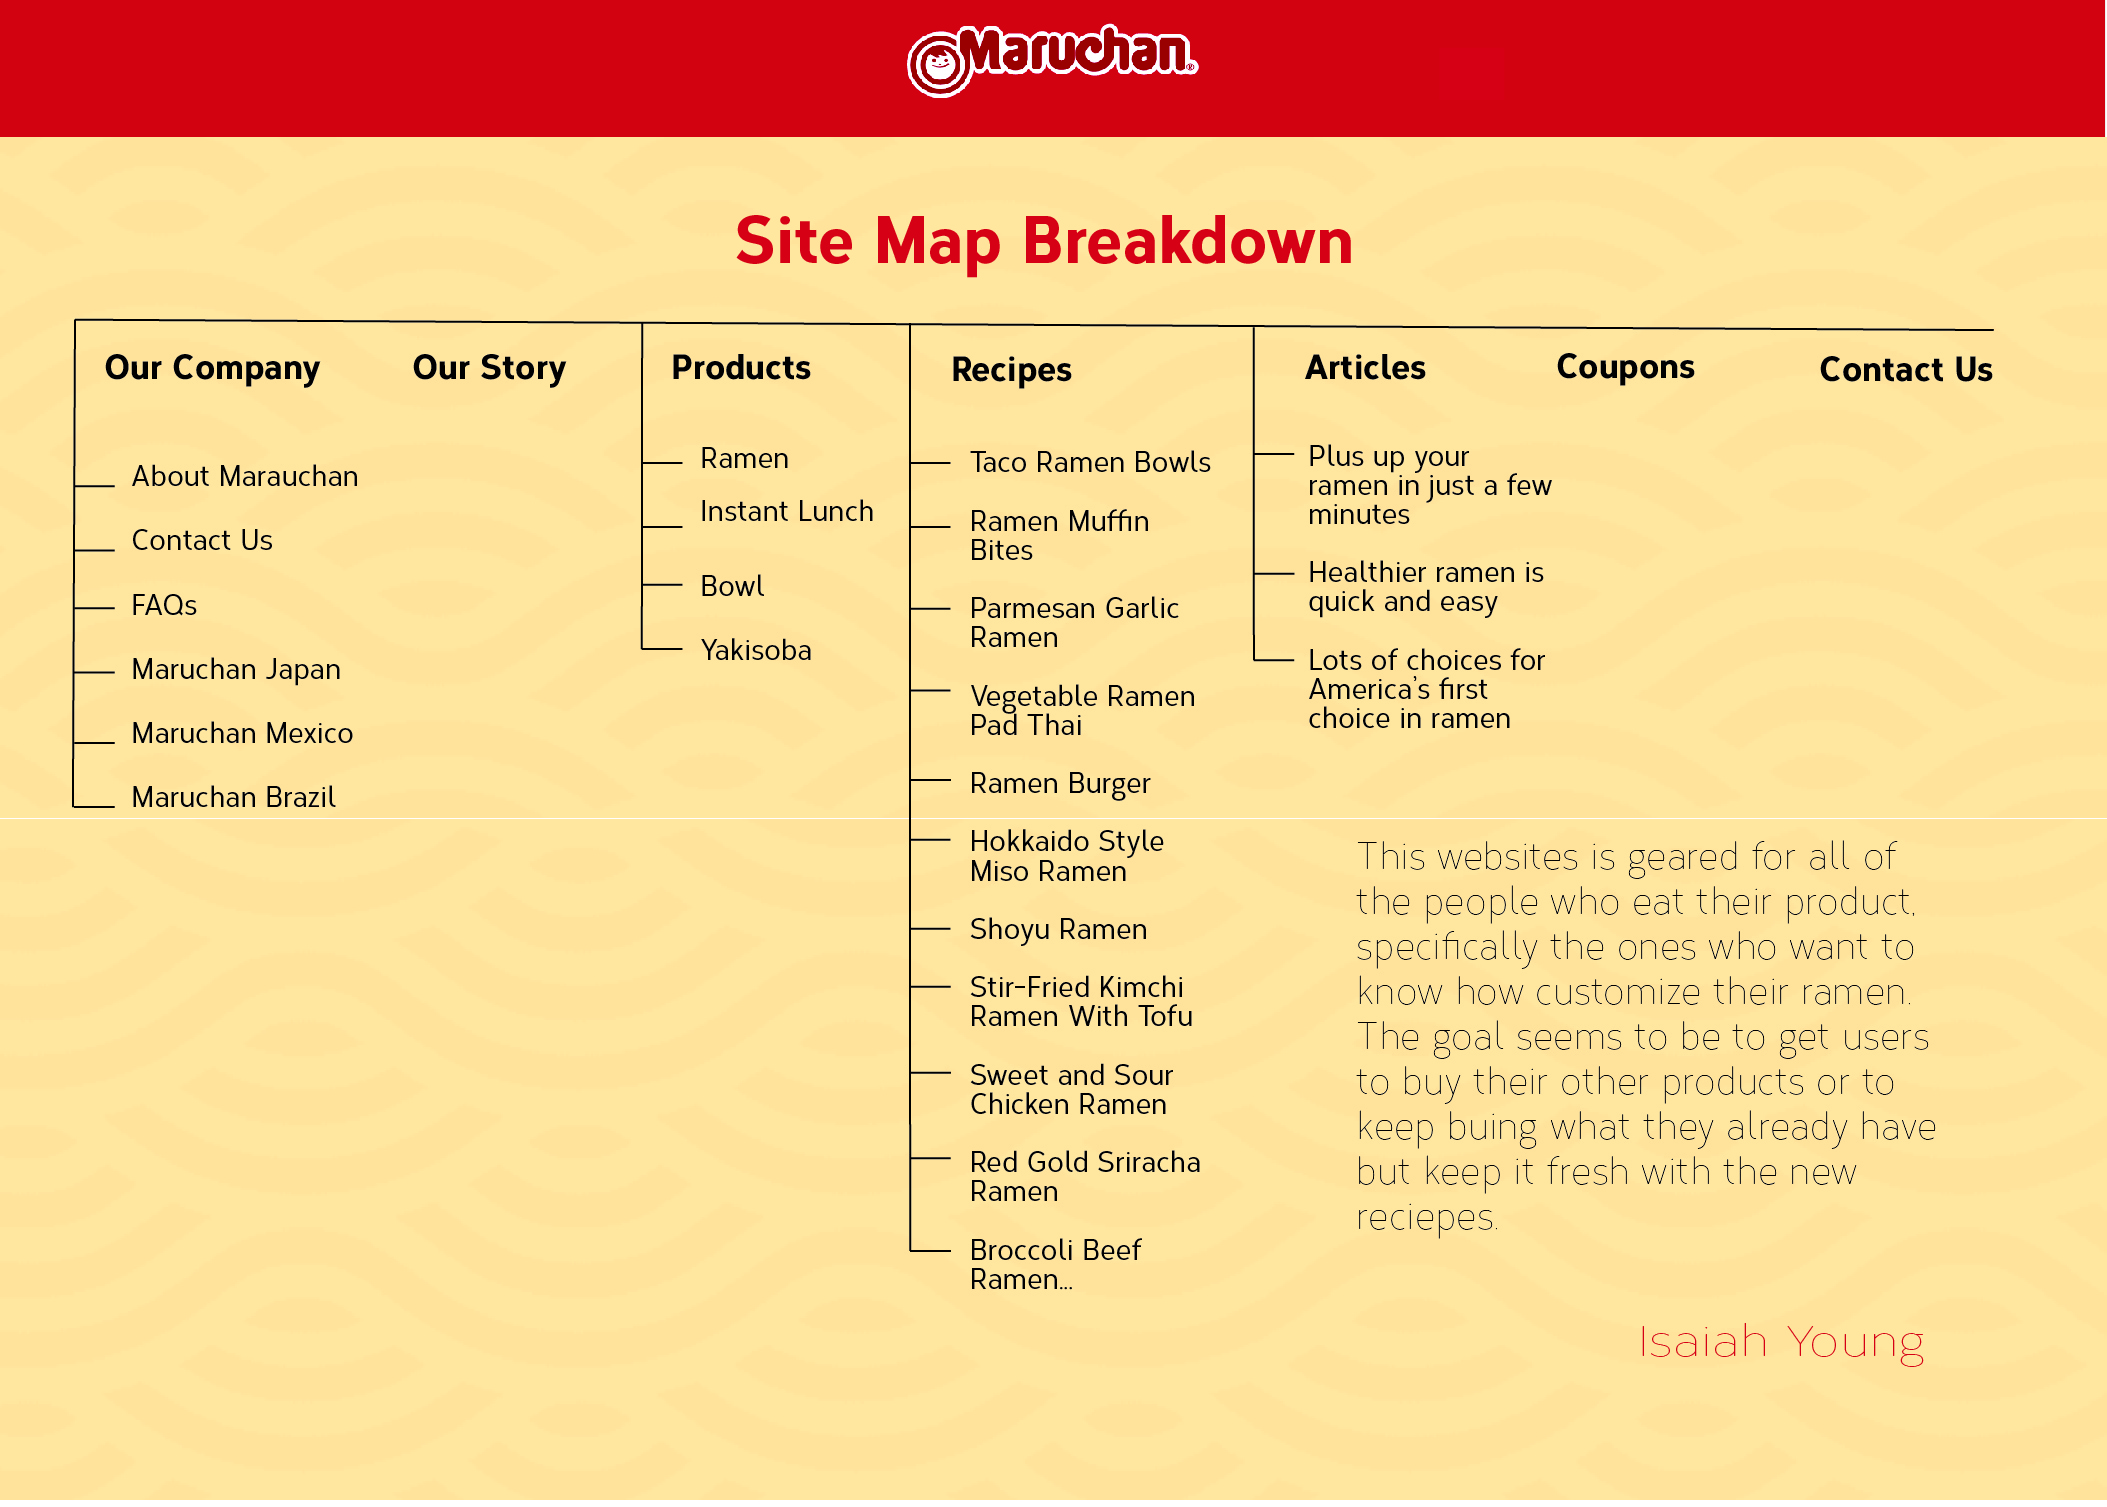 Maruchan®
Site Map Breakdown
Our Company
Our Story
Products
Recipes
Articles
Coupons
Contact Us
About Marauchan
Contact Us
FAQs
Maruchan Japan
Maruchan Mexico
Maruchan Brazil
Ramen
Instant Lunch
Bowl
Yakisoba
Taco Ramen Bowls
Ramen Muffin
Bites
Parmesan Garlic
Ramen
Vegetable Ramen
Pad Thai
Ramen Burger
Hokkaido Style
Miso Ramen
Shoyu Ramen
Stir-Fried Kimchi
Ramen With Tofu
Sweet and Sour
Chicken Ramen
Red Gold Sriracha
Ramen
Broccoli Beef
Ramen...
Plus up your
ramen in just a few
minutes
Healthier ramen is
quick and easy
Lots of choices for
America's first
choice in ramen
This websites is geared for all of
the people who eat their product,
specifically the ones who want to
know how customize their ramen.
The goal seems to be to get users
to buy their other products or to
keep buing what they already have
but keep it fresh with the new
reciepes.
Isaiah Young